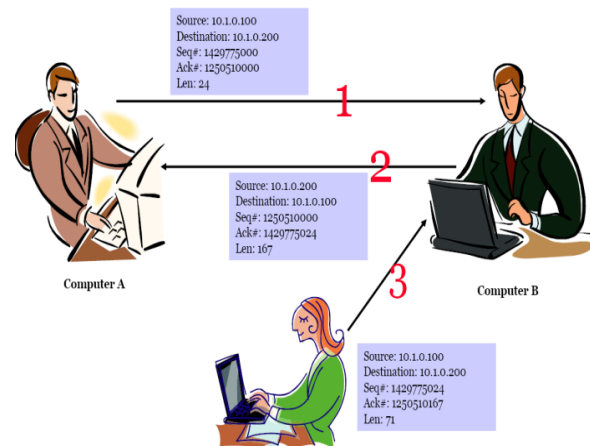 Source: 10.1.0.100
Destination: 10.1.0.200
Seq#: 1429775000
Ack#: 1250510000
Len: 24
1
2
Source: 10.1.0.200
Destination: 10.1.0.100
Seq#: 1250510000
Ack#: 1429775024
Len: 167
3
Computer A
Computer B
Source: 10.1.0.100
Destination: 10.1.0.200
Seq#: 1429775024
Ack#: 1250510167
Len: 71